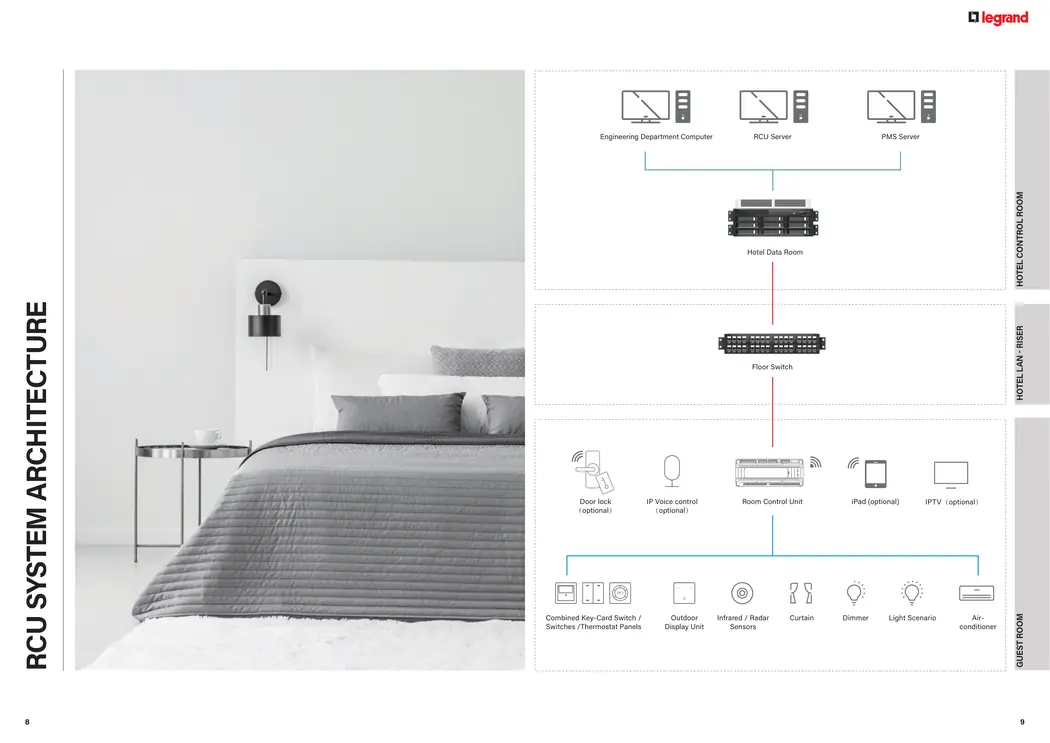 legrand
RCU SYSTEM ARCHITECTURE
Engineering Department Computer
RCU Server
PMS Server
Hotel Data Room
HOTEL CONTROL ROOM
Floor Switch
HOTEL LAN - RISER
Door lock
（optional）
IP Voice control
（optional）
Room Control Unit
iPad (optional)
IPTV（optional）
Combined Key-Card Switch /
Switches /Thermostat Panels
Outdoor
Display Unit
Infrared / Radar
Sensors
Curtain
Dimmer
Light Scenario
Air-
conditioner
GUEST ROOM
8
9